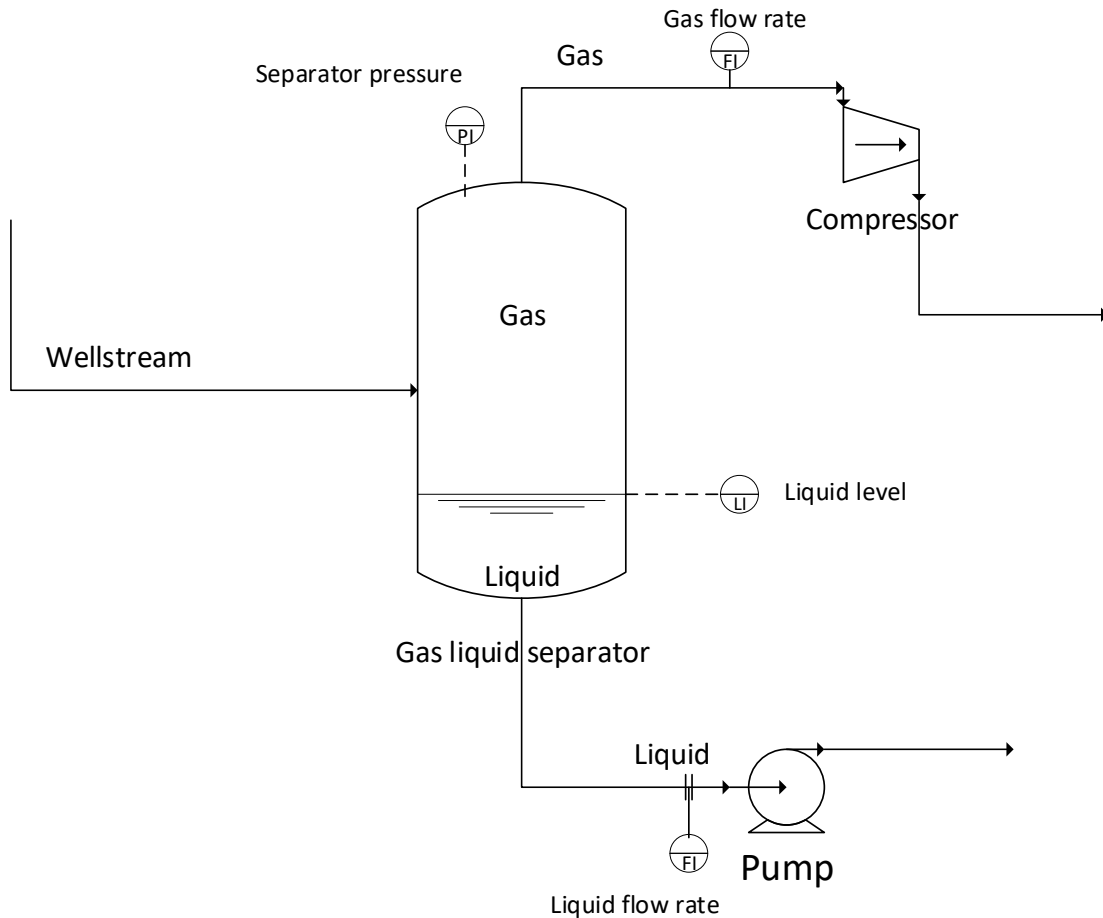 Gas flow rate
FI
Gas
Separator pressure
PI
Compressor
Gas
Wellstream
LI
Liquid level
Liquid
Gas liquid separator
Liquid
FI
Pump
Liquid flow rate